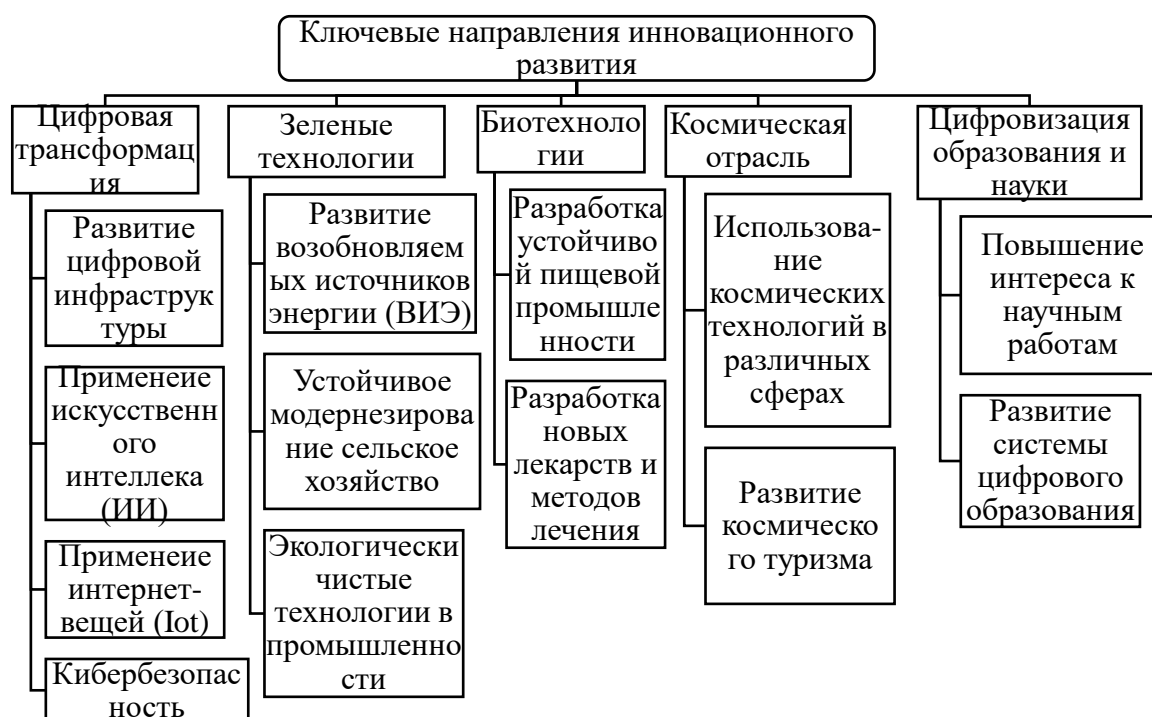 Ключевые направления инновационного
развития
Цифровая
трансформац
ия
Развитие
цифровой
инфраструк
туры
Применеие
искусственн
ого
интеллека
(ИИ)
Применеие
интернет-
вещей (Iot)
Кибербезопас
ность
Зеленые
технологии
Развитие
возобновляем
ых источников
энергии (ВИЭ)
Устойчивое
модернезирова
ние сельское
хозяйство
Экологически
чистые
технологии в
промышленно
сти
Биотехноло
гии
Разработка
устойчиво
й пищевой
промышле
нности
Разработка
новых
лекарств и
методов
лечения
Космическая
отрасль
Использова-
ние
космических
технологий в
различных
сферах
Развитие
космическо
го туризма
Цифровизация
образования и
науки
Повышение
интереса к
научным
работам
Развитие
системы
цифрового
образования